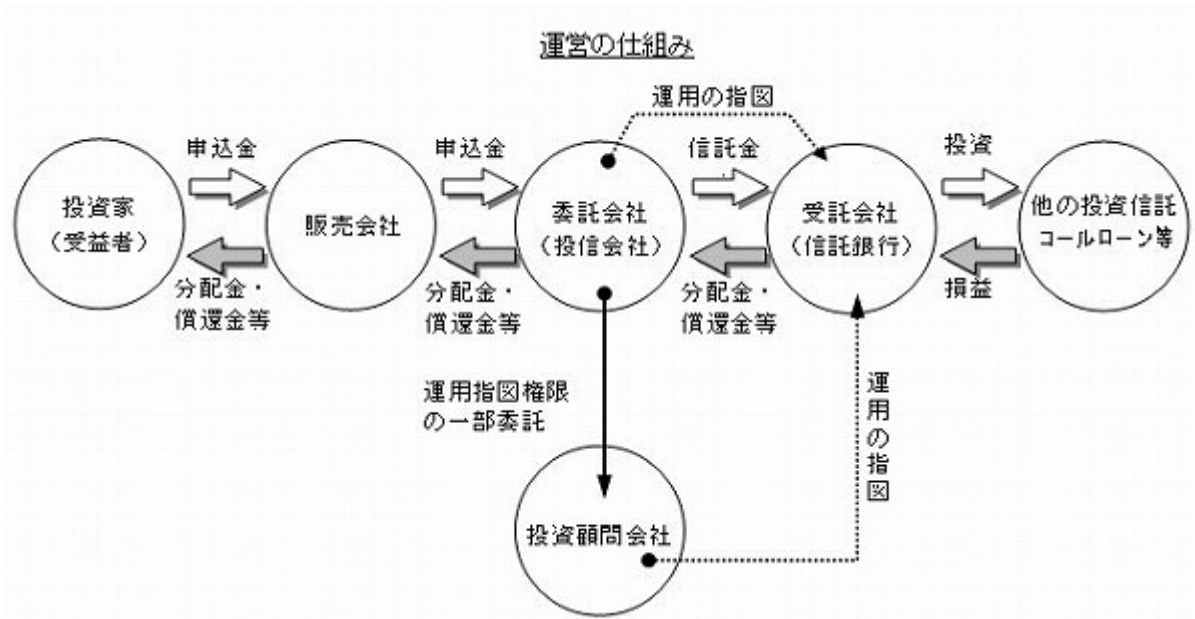 運営の仕組み
運用の指図
申込金
申込金
信託金
投資
投資家
（受益者）
販売会社
委託会社
（投信会社）
受託会社
（信託銀行）
他の投資信託
コールローン等
分配金・
償還金等
分配金・
償還金等
分配金・
償還金等
損益
運用指図権限
の一部委託
運用の指図
投資顧問会社